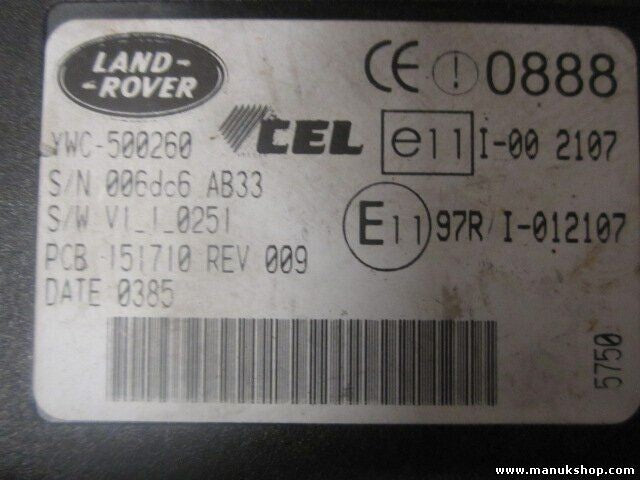 LAND-
-ROVER
CE ! 0888
YWC-500260
CEL
e11 I-00 2107
S/N 006dc6 AB33
S/W V1_1_0251
E11 97R/I-012107
PCB 151710 REV 009
DATE 0385
5750
www.manukshop.com